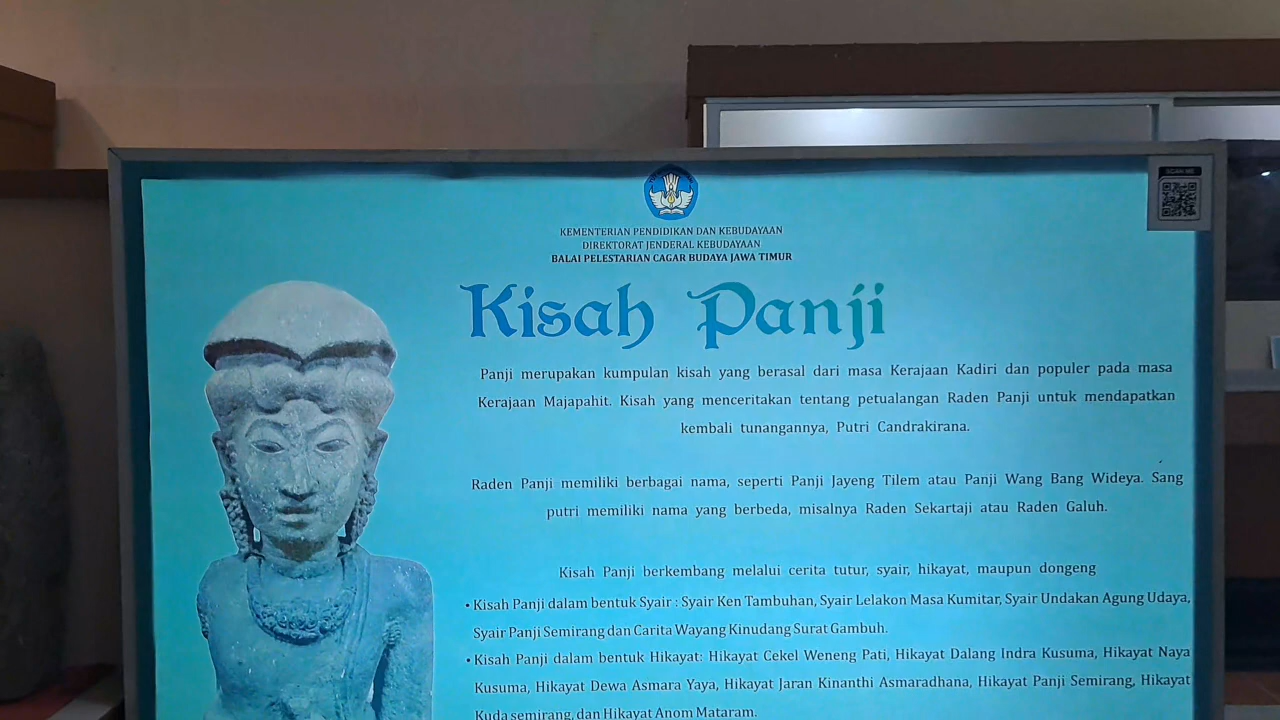 SCAN ME
KEMENTERIAN PENDIDIKAN DAN KEBUDAYAAN
DIREKTORAT JENDERAL KEBUDAYAAN
BALAI PELESTARIAN CAGAR BUDAYA JAWA TIMUR
Kisah Panji
Panji merupakan kumpulan kisah yang berasal dari masa Kerajaan Kadiri dan populer pada masa
Kerajaan Majapahit. Kisah yang menceritakan tentang petualangan Raden Panji untuk mendapatkan
kembali tunangannya, Putri Candrakirana.
Raden Panji memiliki berbagai nama, seperti Panji Jayeng Tilem atau Panji Wang Bang Wideya. Sang
putri memiliki nama yang berbeda, misalnya Raden Sekartaji atau Raden Galuh.
Kisah Panji berkembang melalui cerita tutur, syair, hikayat, maupun dongeng
• Kisah Panji dalam bentuk Syair : Syair Ken Tambuhan, Syair Lelakon Masa Kumitar, Syair Undakan Agung Udaya,
Syair Panji Semirang dan Carita Wayang Kinudang Surat Gambuh.
• Kisah Panji dalam bentuk Hikayat: Hikayat Cekel Weneng Pati, Hikayat Dalang Indra Kusuma, Hikayat Naya
Kusuma, Hikayat Dewa Asmara Yaya, Hikayat Jaran Kinanthi Asmaradhana, Hikayat Panji Semirang, Hikayat
Kuda semirang, dan Hikayat Anom Mataram.